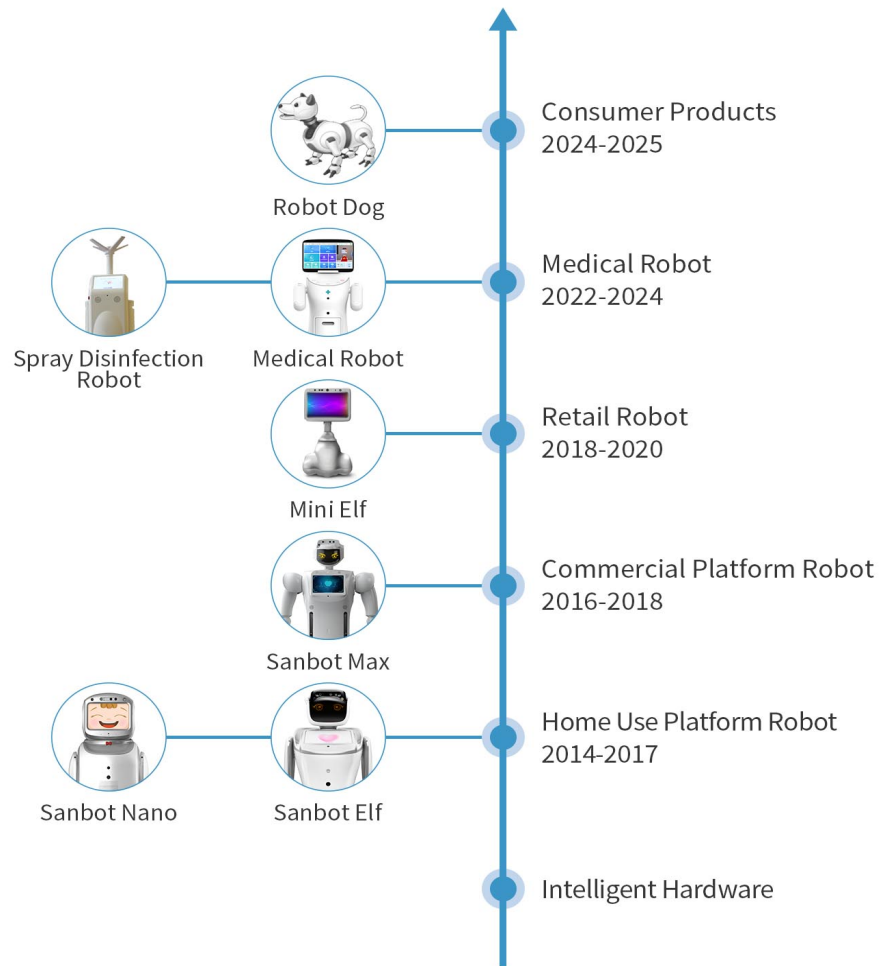 Consumer Products
2024-2025
Robot Dog
Medical Robot
2022-2024
Spray Disinfection
Robot
Medical Robot
Retail Robot
2018-2020
Mini Elf
Commercial Platform Robot
2016-2018
Sanbot Max
Home Use Platform Robot
2014-2017
Sanbot Nano
Sanbot Elf
Intelligent Hardware